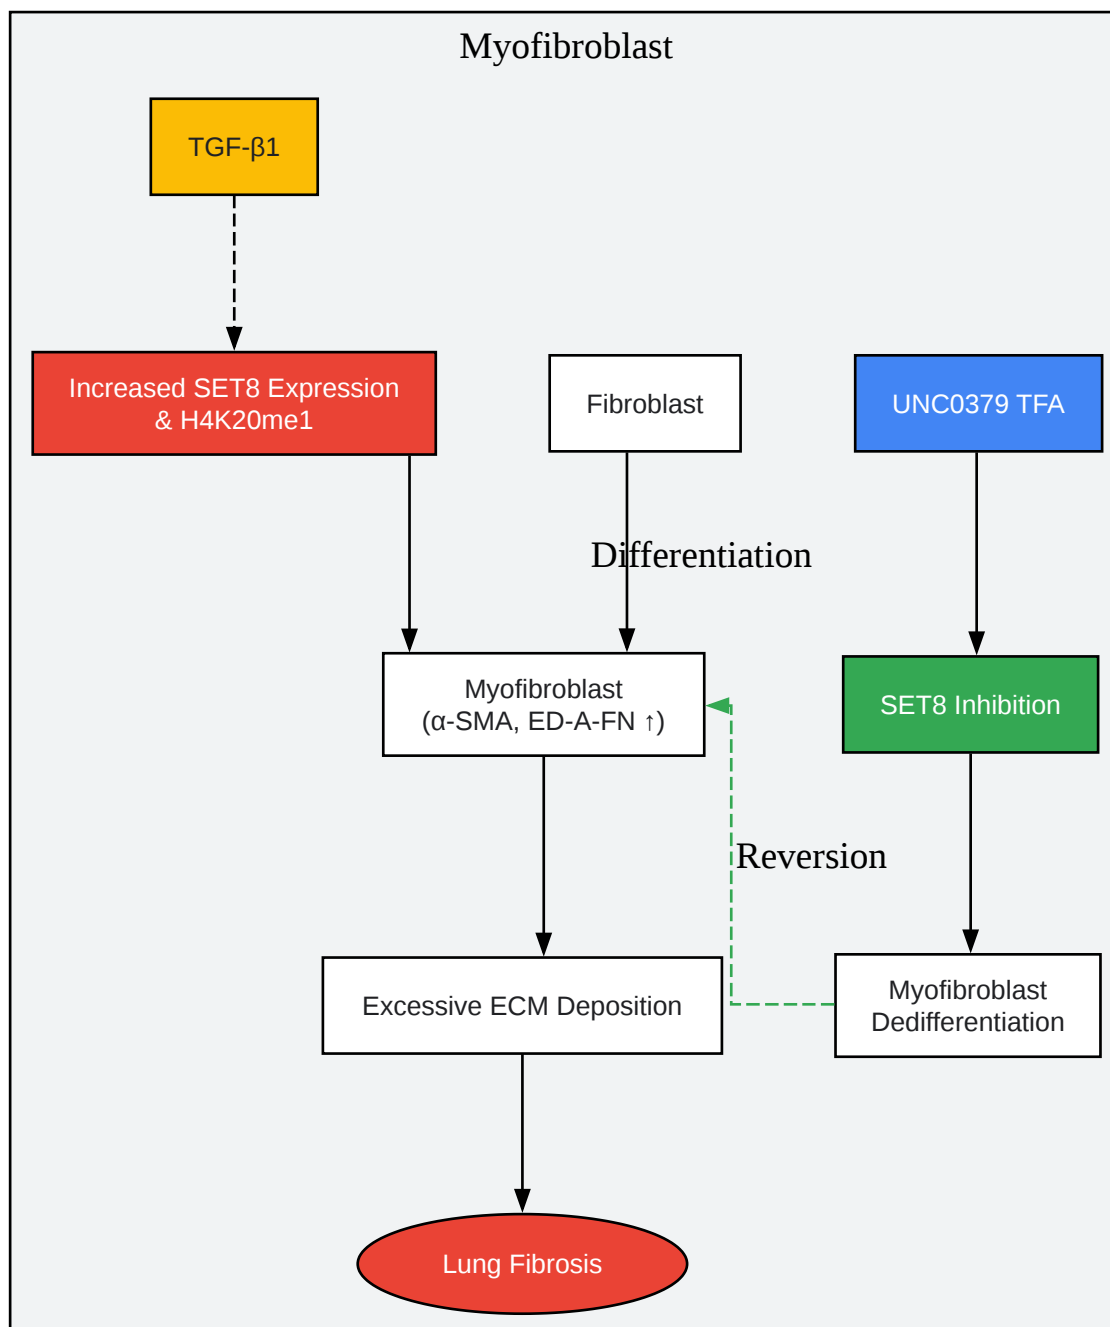 Myofibroblast
TGF-β1
Increased SET8 Expression
& H4K20me1
Fibroblast
UNC0379 TFA
Differentiation
Myofibroblast
(α-SMA, ED-A-FN ↑)
SET8 Inhibition
Reversion
Excessive ECM Deposition
Myofibroblast
Dedifferentiation
Lung Fibrosis